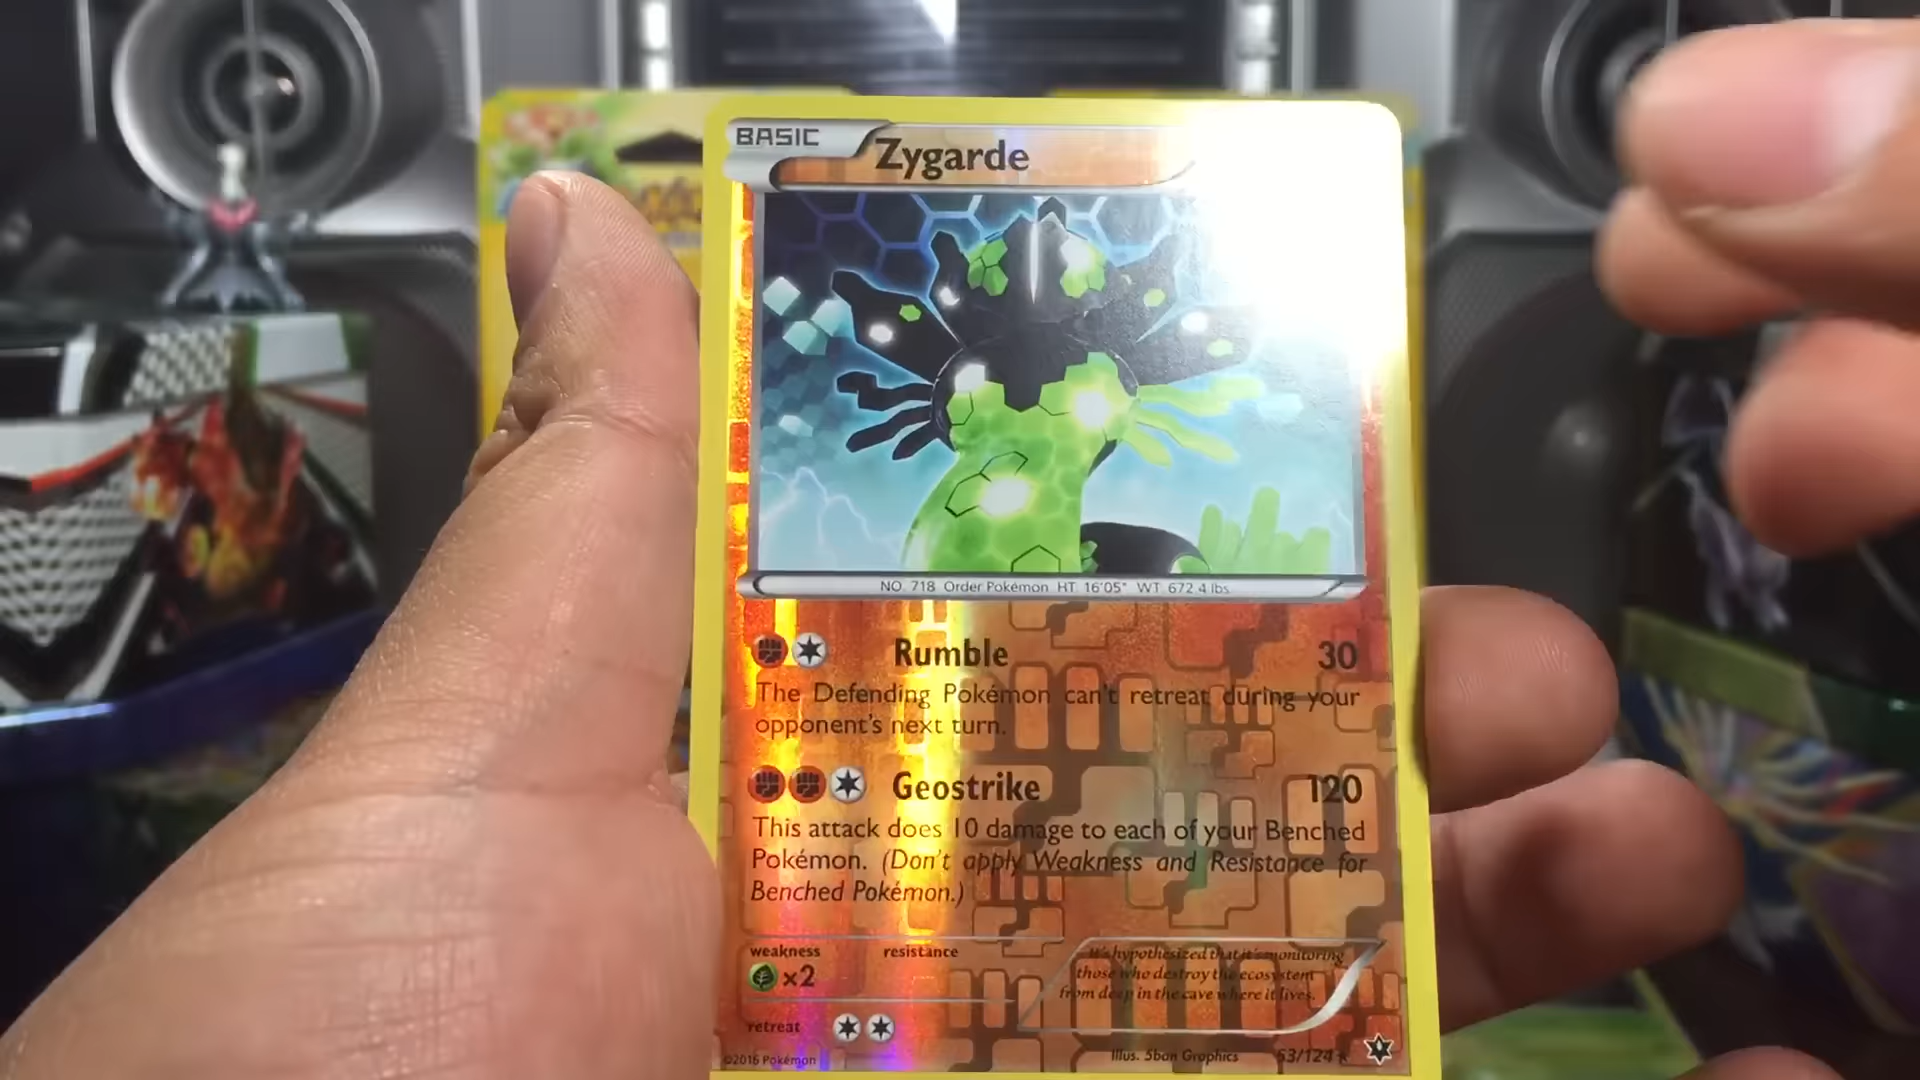 BASIC
Zygarde
NO. 718 Order Pokémon HT. 16'05" WT. 672.4 lbs.
Rumble 30
The Defending Pokémon can't retreat during your
opponent's next turn.
Geostrike 120
This attack does 10 damage to each of your Benched
Pokémon. (Don't apply Weakness and Resistance for
Benched Pokémon.)
weakness resistance
×2
It's hypothesized that it's monitoring
those who destroy the ecosystem
from deep in the cave where it lives.
retreat
©2016 Pokémon
Illus. 5ban Graphics 53/124 ★